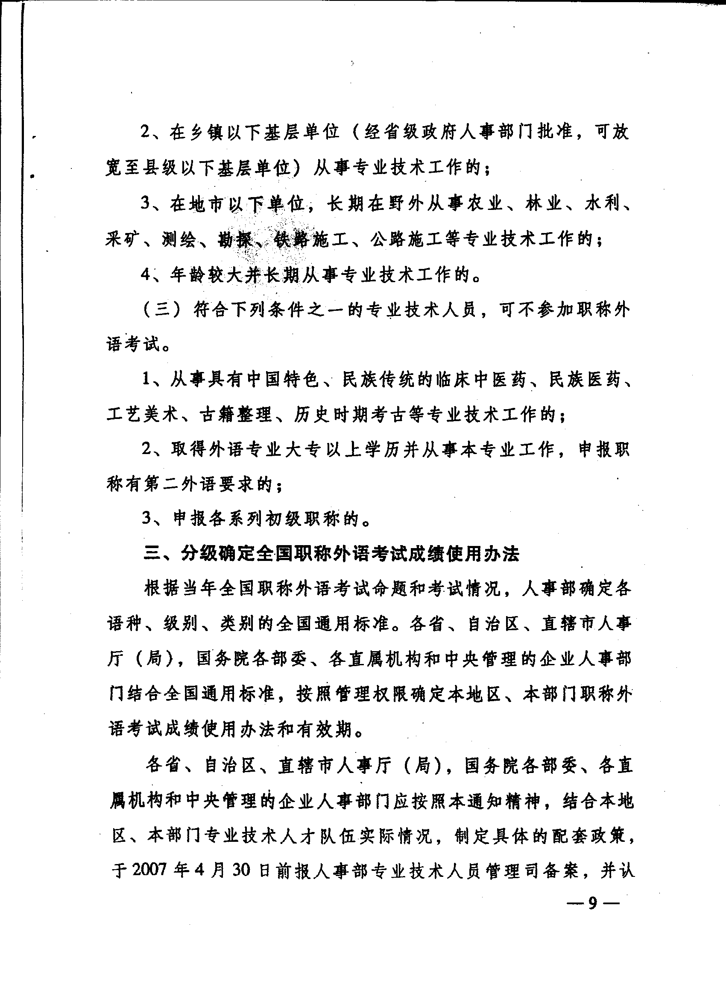 2、在乡镇以下基层单位（经省级政府人事部门批准，可放
宽至县级以下基层单位）从事专业技术工作的；
3、在地市以下单位，长期在野外从事农业、林业、水利、
采矿、测绘、勘探、铁路施工、公路施工等专业技术工作的；
4、年龄较大并长期从事专业技术工作的。
（三）符合下列条件之一的专业技术人员，可不参加职称外
语考试。
1、从事具有中国特色、民族传统的临床中医药、民族医药、
工艺美术、古籍整理、历史时期考古等专业技术工作的；
2、取得外语专业大专以上学历并从事本专业工作，申报职
称有第二外语要求的；
3、申报各系列初级职称的。
三、分级确定全国职称外语考试成绩使用办法
根据当年全国职称外语考试命题和考试情况，人事部确定各
语种、级别、类别的全国通用标准。各省、自治区、直辖市人事
厅（局），国务院各部委、各直属机构和中央管理的企业人事部
门结合全国通用标准，按照管理权限确定本地区、本部门职称外
语考试成绩使用办法和有效期。
各省、自治区、直辖市人事厅（局），国务院各部委、各直
属机构和中央管理的企业人事部门应按照本通知精神，结合本地
区、本部门专业技术人才队伍实际情况，制定具体的配套政策，
于2007年4月30日前报人事部专业技术人员管理司备案，并认
—9—